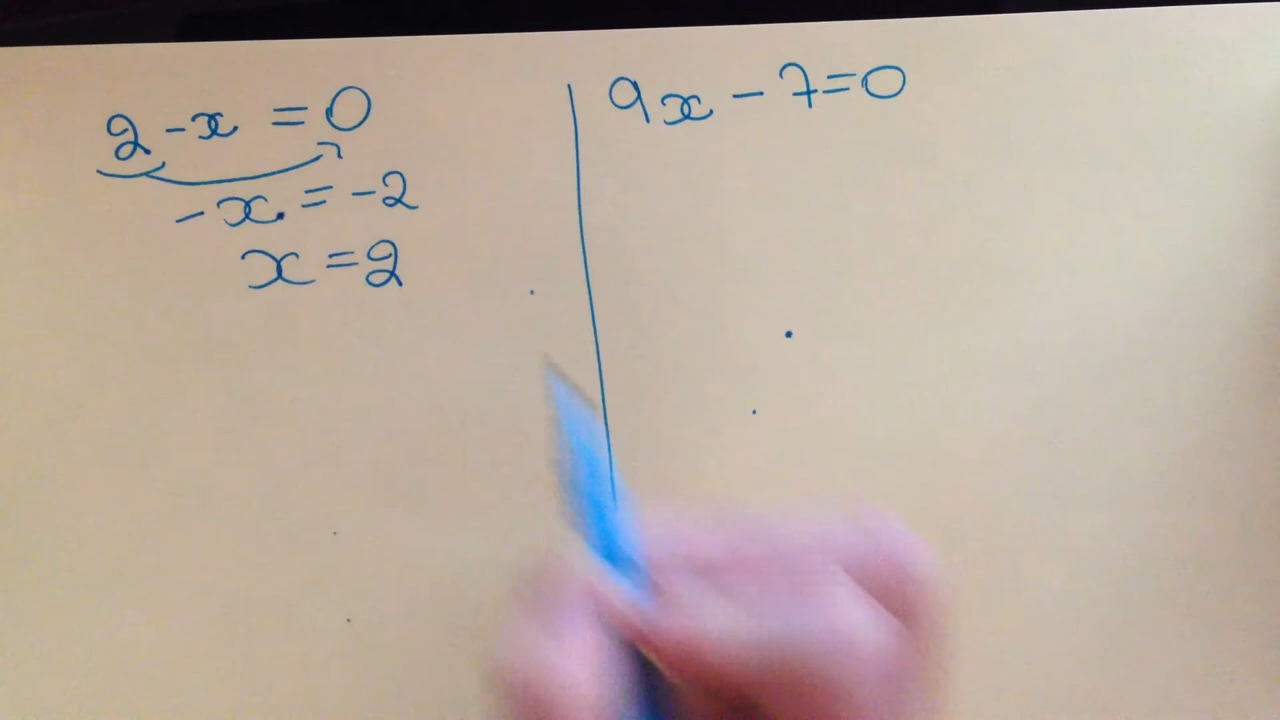 2 - x = 0
- x = -2
x = 2
9x - 7 = 0